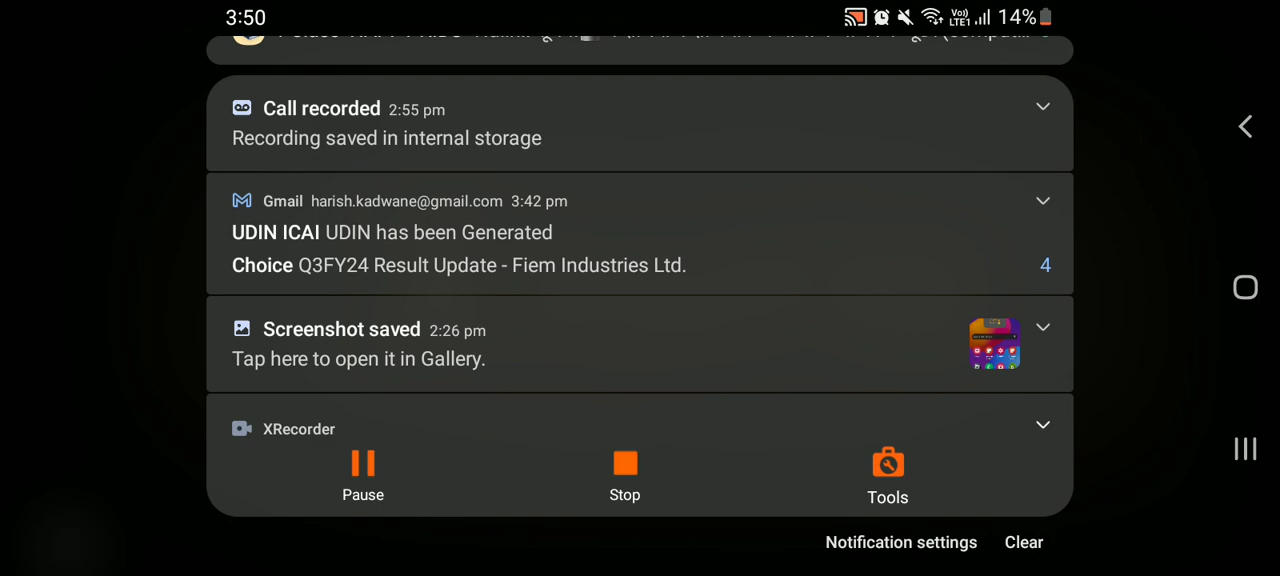 3:50
Vo)) LTE1 14%
Call recorded 2:55 pm
Recording saved in internal storage
Gmail harish.kadwane@gmail.com 3:42 pm
UDIN ICAI UDIN has been Generated
Choice Q3FY24 Result Update - Fiem Industries Ltd. 4
Screenshot saved 2:26 pm
Tap here to open it in Gallery.
XRecorder
Pause Stop Tools
Notification settings Clear